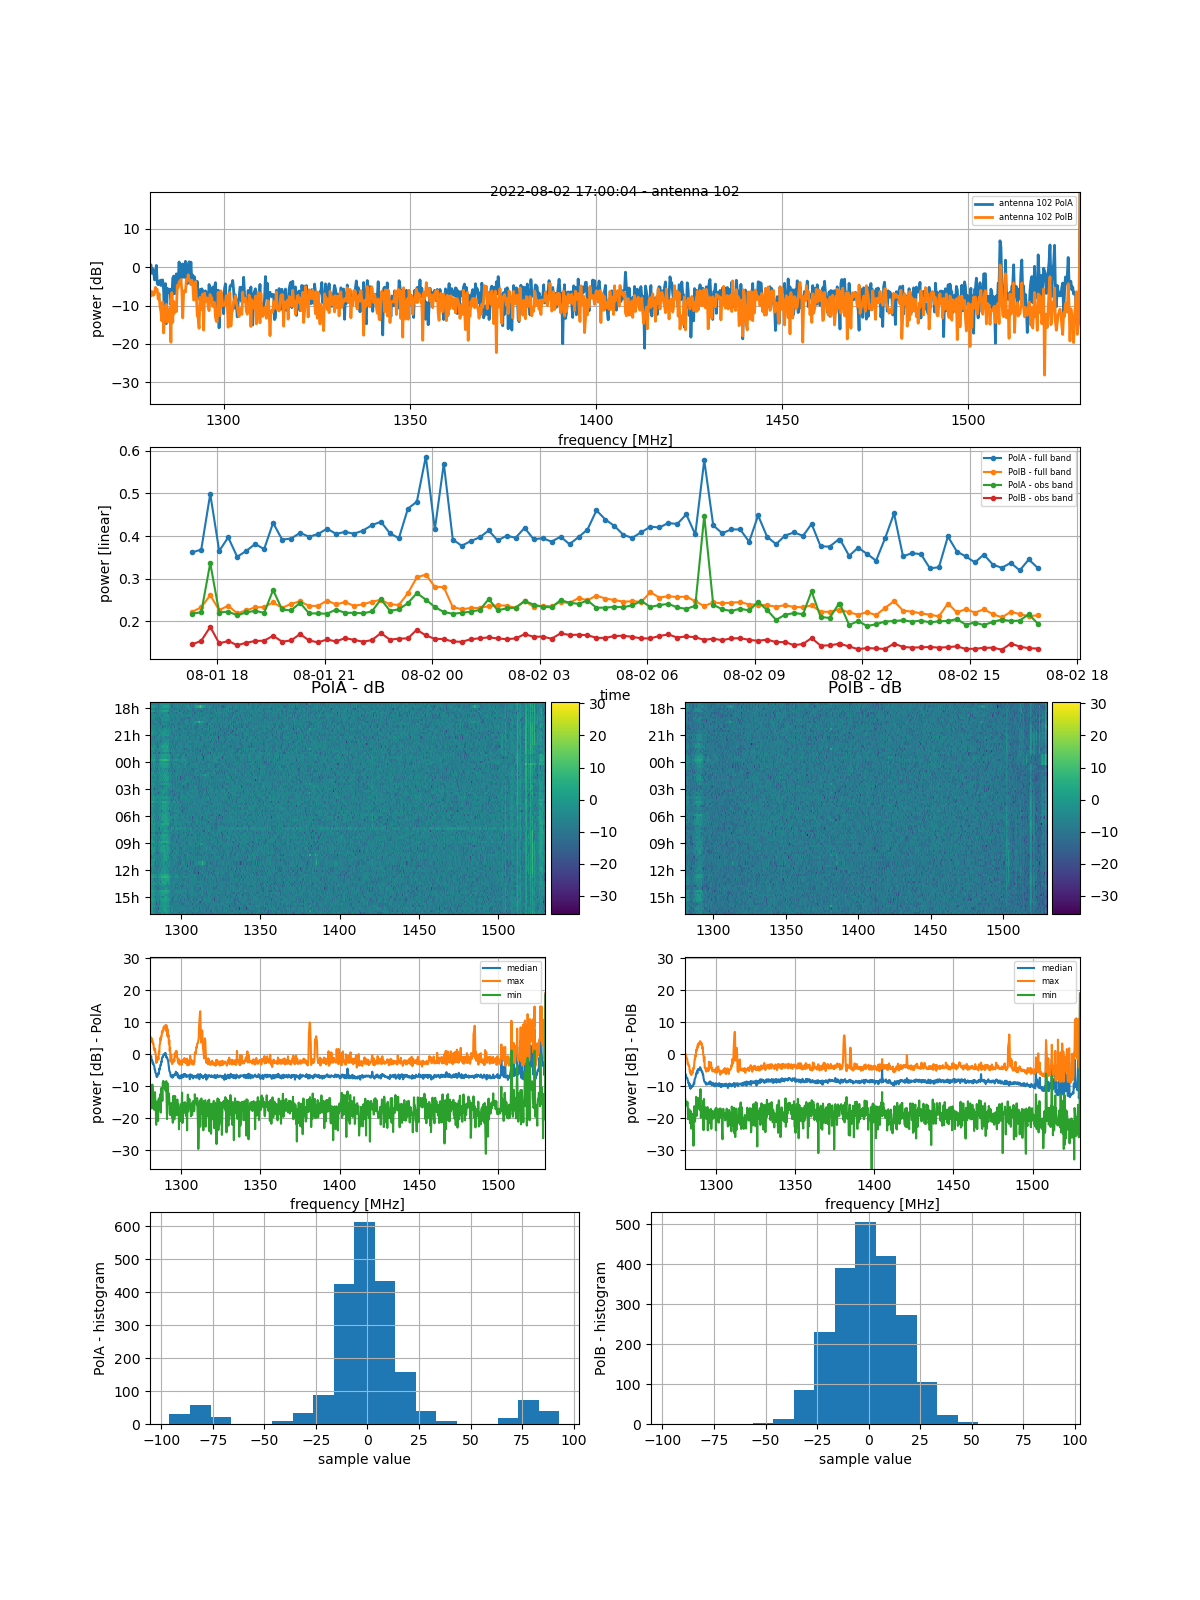 2022-08-02 17:00:04 - antenna 102
power [dB]
10
0
−10
−20
−30
antenna 102 PolA
antenna 102 PolB
1300 1350 1400 1450 1500
frequency [MHz]
power [linear]
0.6
0.5
0.4
0.3
0.2
PolA - full band
PolB - full band
PolA - obs band
PolB - obs band
08-01 18 08-01 21 08-02 00 08-02 03 08-02 06 08-02 09 08-02 12 08-02 15 08-02 18
time
PolA - dB
18h
21h
00h
03h
06h
09h
12h
15h
1300 1350 1400 1450 1500
30
20
10
0
−10
−20
−30
PolB - dB
18h
21h
00h
03h
06h
09h
12h
15h
1300 1350 1400 1450 1500
30
20
10
0
−10
−20
−30
power [dB] - PolA
30
20
10
0
−10
−20
−30
median
max
min
1300 1350 1400 1450 1500
frequency [MHz]
power [dB] - PolB
30
20
10
0
−10
−20
−30
median
max
min
1300 1350 1400 1450 1500
frequency [MHz]
PolA - histogram
600
500
400
300
200
100
0
−100 −75 −50 −25 0 25 50 75 100
sample value
PolB - histogram
500
400
300
200
100
0
−100 −75 −50 −25 0 25 50 75 100
sample value